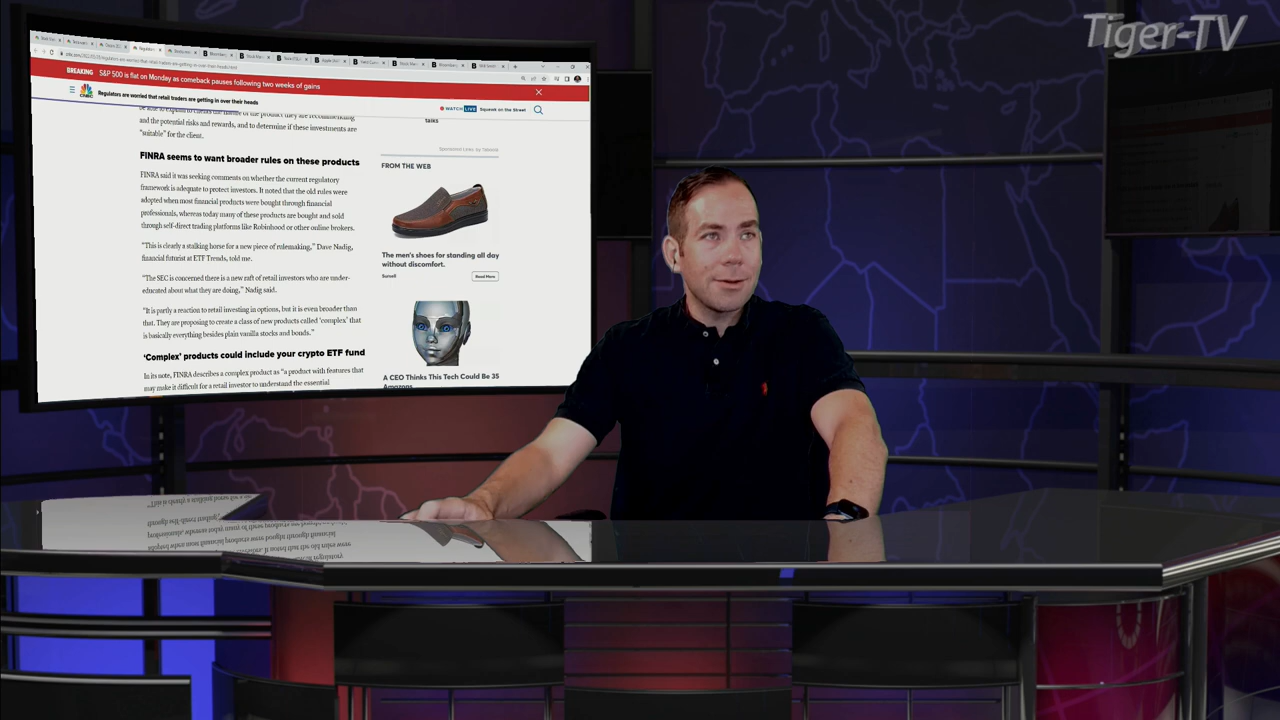 Tiger-TV
BREAKING S&P 500 is flat on Monday as comeback pauses following two weeks of gains
CNBC
Regulators are worried that retail traders are getting in over their heads
WATCH LIVE Squawk on the Street
and the potential risks and rewards, and to determine if these investments are
"suitable" for the client.
FINRA seems to want broader rules on these products
FINRA said it was seeking comments on whether the current regulatory
framework is adequate to protect investors. It noted that the old rules were
adopted when most financial products were bought through financial
professionals, whereas today many of these products are bought and sold
through self-direct trading platforms like Robinhood or other online brokers.
"This is clearly a stalking horse for a new piece of rulemaking," Dave Nadig,
financial futurist at ETF Trends, told me.
"The SEC is concerned there is a new raft of retail investors who are under-
educated about what they are doing," Nadig said.
"It is partly a reaction to retail investing in options, but it is even broader than
that. They are proposing to create a class of new products called 'complex' that
is basically everything besides plain vanilla stocks and bonds."
'Complex' products could include your crypto ETF fund
In its note, FINRA describes a complex product as "a product with features that
may make it difficult for a retail investor to understand the essential
talks
Sponsored Links by Taboola
FROM THE WEB
The men's shoes for standing all day
without discomfort.
Sursell
Read More
A CEO Thinks This Tech Could Be 35
Amazons